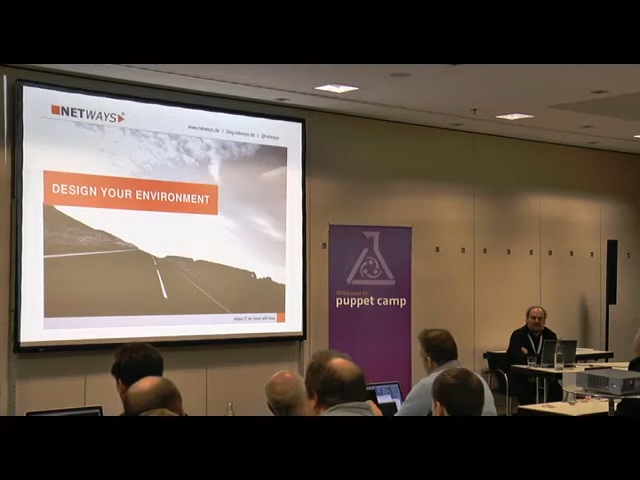 NETWAYS
www.netways.de / blog.netways.de / @netways
DESIGN YOUR ENVIRONMENT
Welcome to
puppet camp